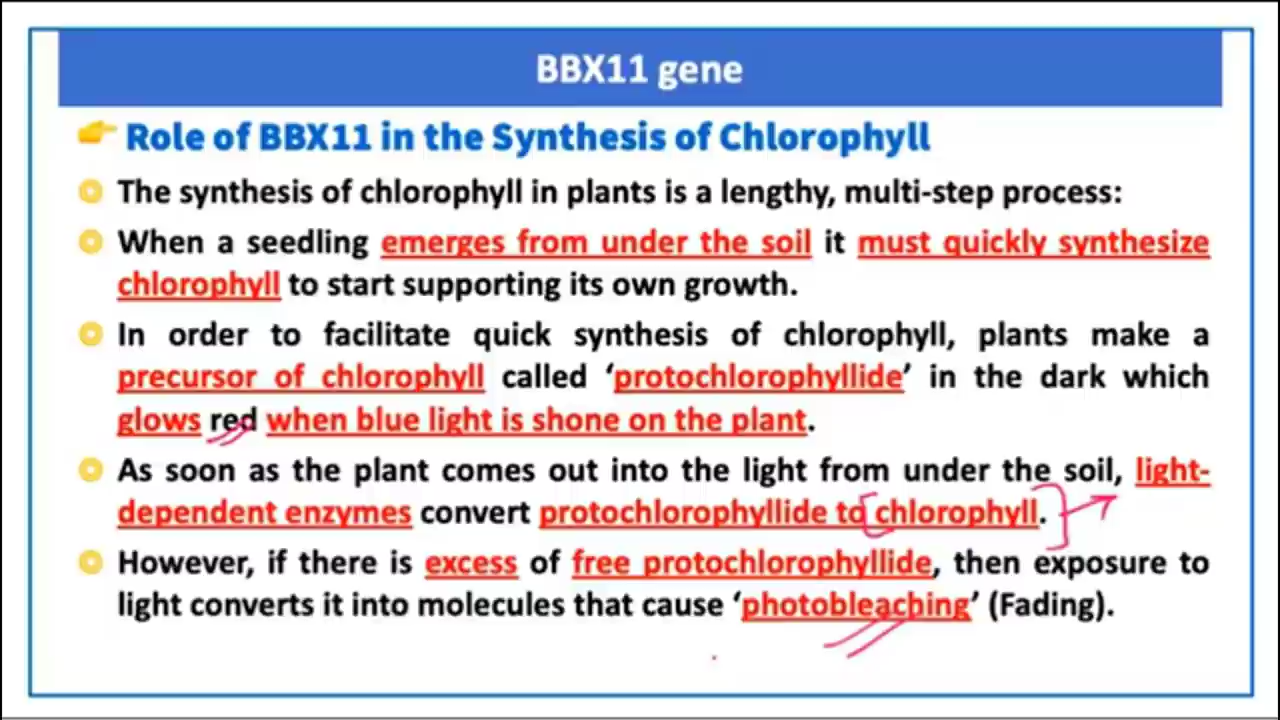 BBX11 gene
Role of BBX11 in the Synthesis of Chlorophyll
The synthesis of chlorophyll in plants is a lengthy, multi-step process:
When a seedling emerges from under the soil it must quickly synthesize
chlorophyll to start supporting its own growth.
In order to facilitate quick synthesis of chlorophyll, plants make a
precursor of chlorophyll called ‘protochlorophyllide’ in the dark which
glows red when blue light is shone on the plant.
As soon as the plant comes out into the light from under the soil, light-
dependent enzymes convert protochlorophyllide to chlorophyll.
However, if there is excess of free protochlorophyllide, then exposure to
light converts it into molecules that cause ‘photobleaching’ (Fading).